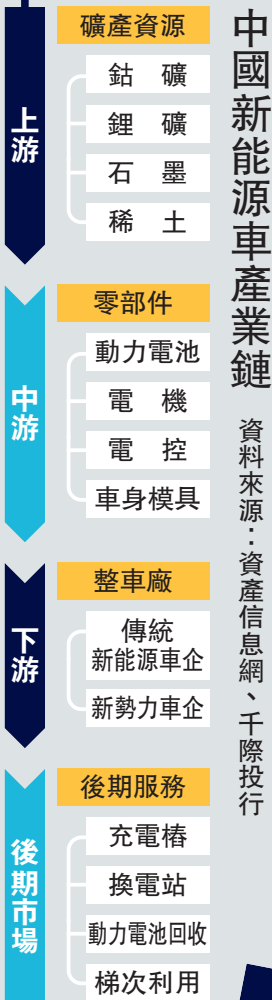 中國新能源車產業鏈
資料來源：資產信息網、千際投行
上游
礦產資源
鈷 礦
鋰 礦
石 墨
稀 土
中游
零部件
動力電池
電 機
電 控
車身模具
下游
整車廠
傳統
新能源車企
新勢力車企
後期市場
後期服務
充電樁
換電站
動力電池回收
梯次利用